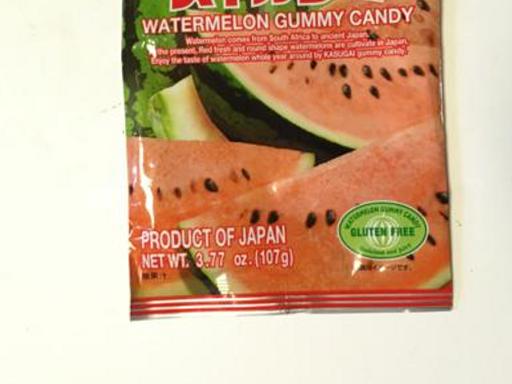 WATERMELON GUMMY CANDY
Watermelon comes from South Africa to ancient Japan.
the present, Red fresh and round shape watermelons are cultivate in Japan.
Enjoy the taste of watermelon whole year around by KASUGAI gummy candy.
WATERMELON GUMMY CANDY
GLUTEN FREE
PRODUCT OF JAPAN
NET WT. 3.77 oz.(107g)